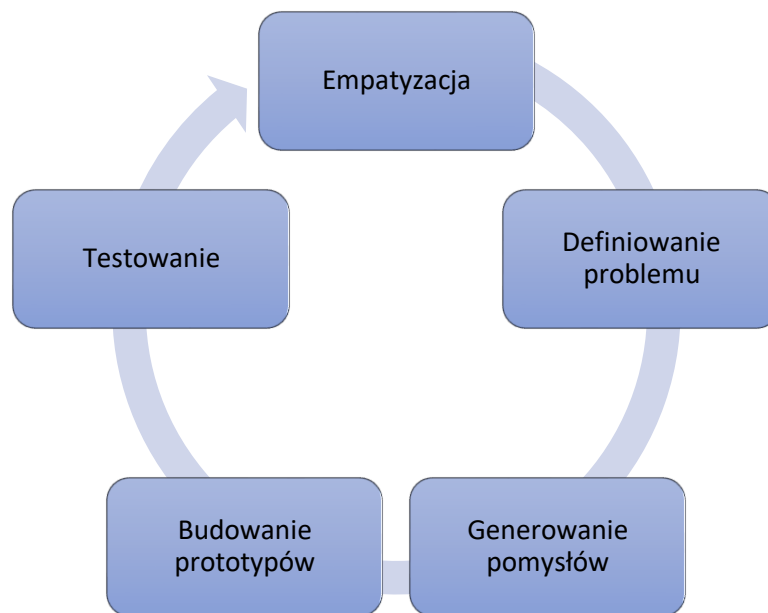 Empatyzacja
Definiowanie
problemu
Generowanie
pomysłów
Budowanie
prototypów
Testowanie